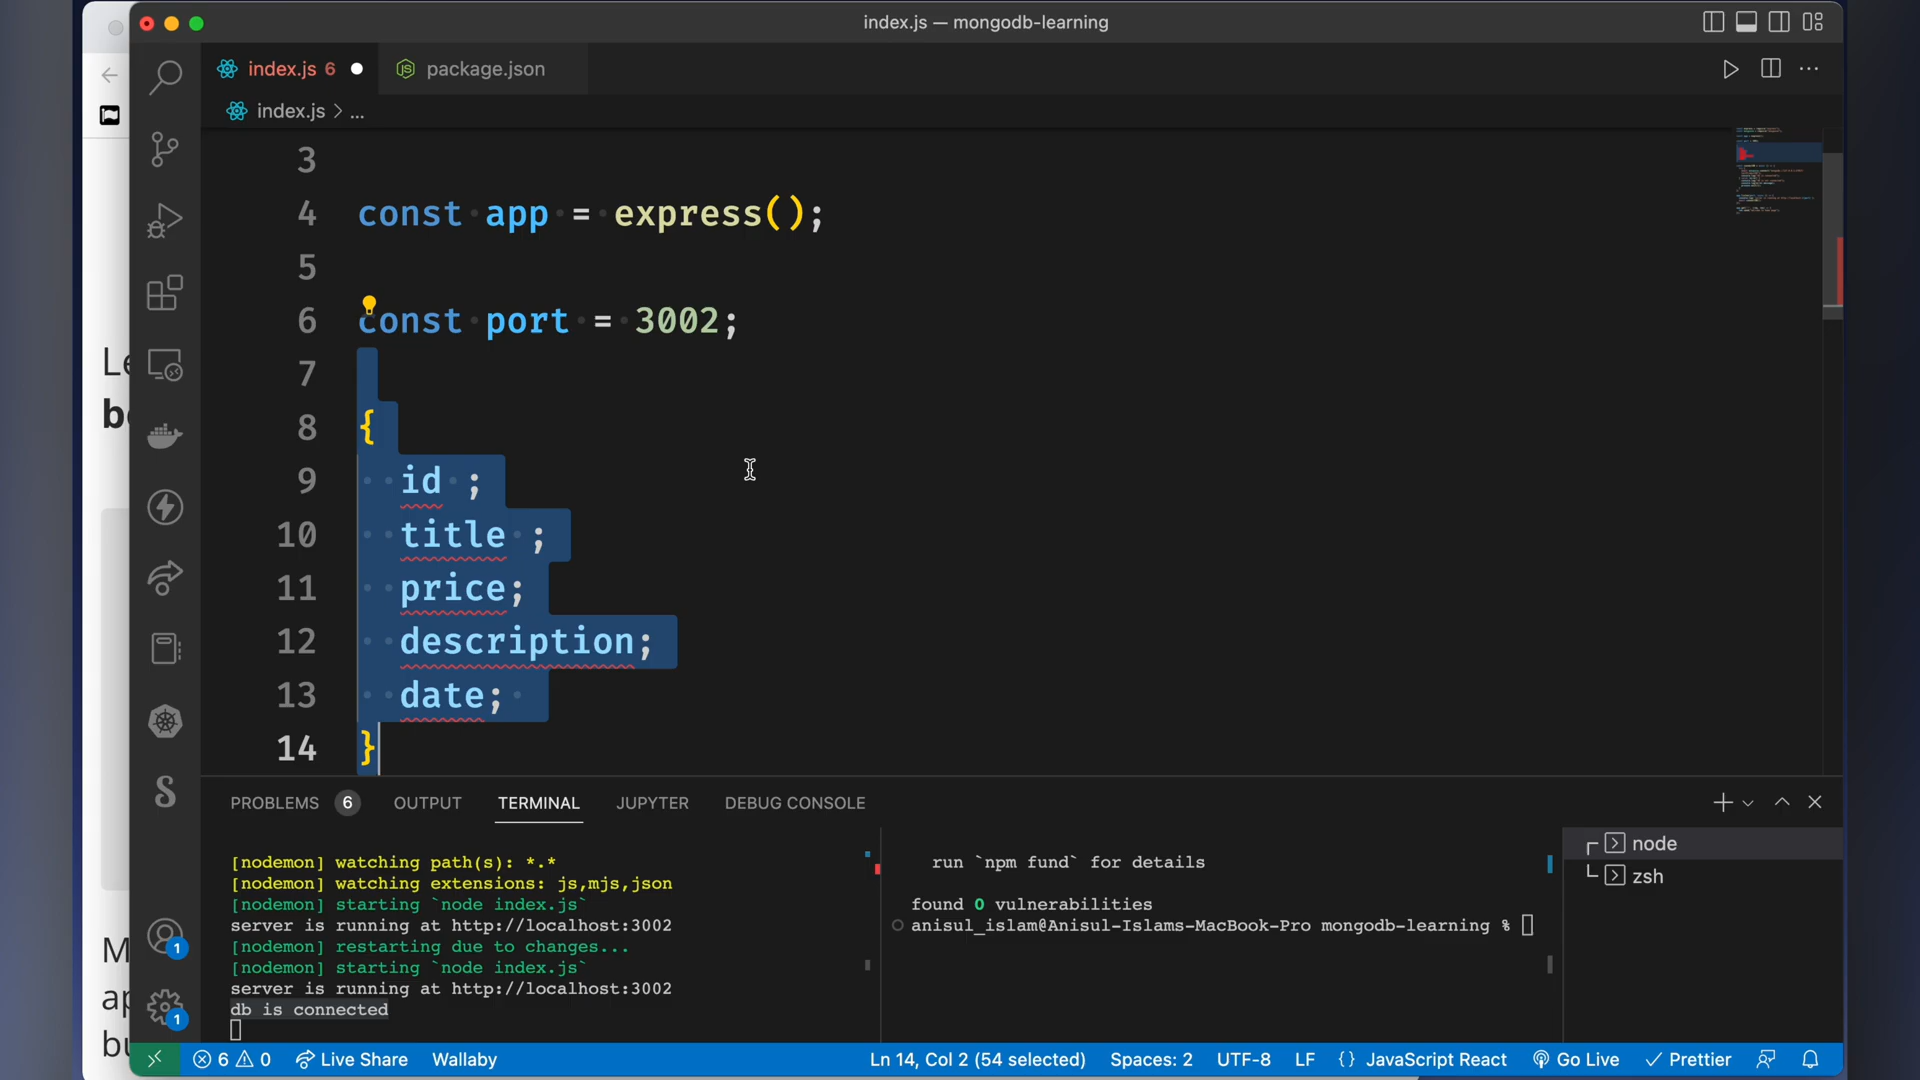 index.js — mongodb-learning
index.js 6
package.json
index.js > ...
3
4 const app = express();
5
6 const port = 3002;
7
8 {
9 id ;
10 title ;
11 price;
12 description;
13 date;
14 }
PROBLEMS 6 OUTPUT TERMINAL JUPYTER DEBUG CONSOLE
[nodemon] watching path(s): *.*
[nodemon] watching extensions: js,mjs,json
[nodemon] starting `node index.js`
server is running at http://localhost:3002
[nodemon] restarting due to changes...
[nodemon] starting `node index.js`
server is running at http://localhost:3002
db is connected
run `npm fund` for details
found 0 vulnerabilities
anisul_islam@Anisul-Islams-MacBook-Pro mongodb-learning %
node
zsh
1
1
6 0 Live Share Wallaby Ln 14, Col 2 (54 selected) Spaces: 2 UTF-8 LF {} JavaScript React Go Live Prettier